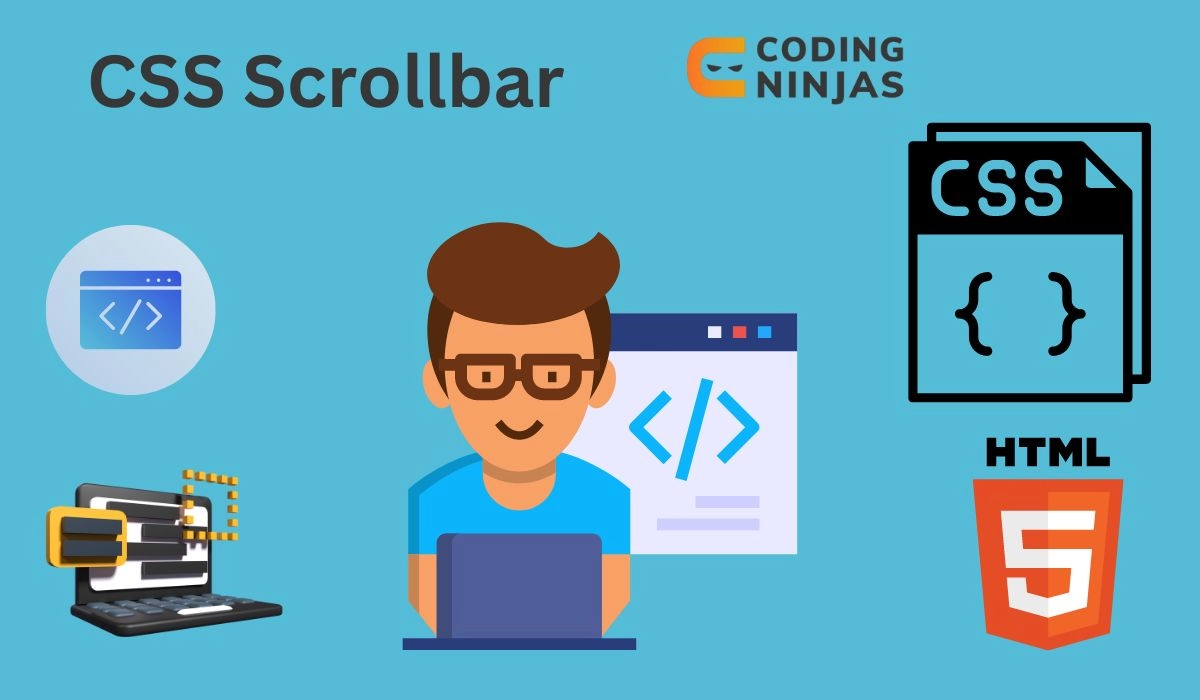 CSS Scrollbar
CODING
NINJAS
CSS
{ }
</>
</>
HTML
5